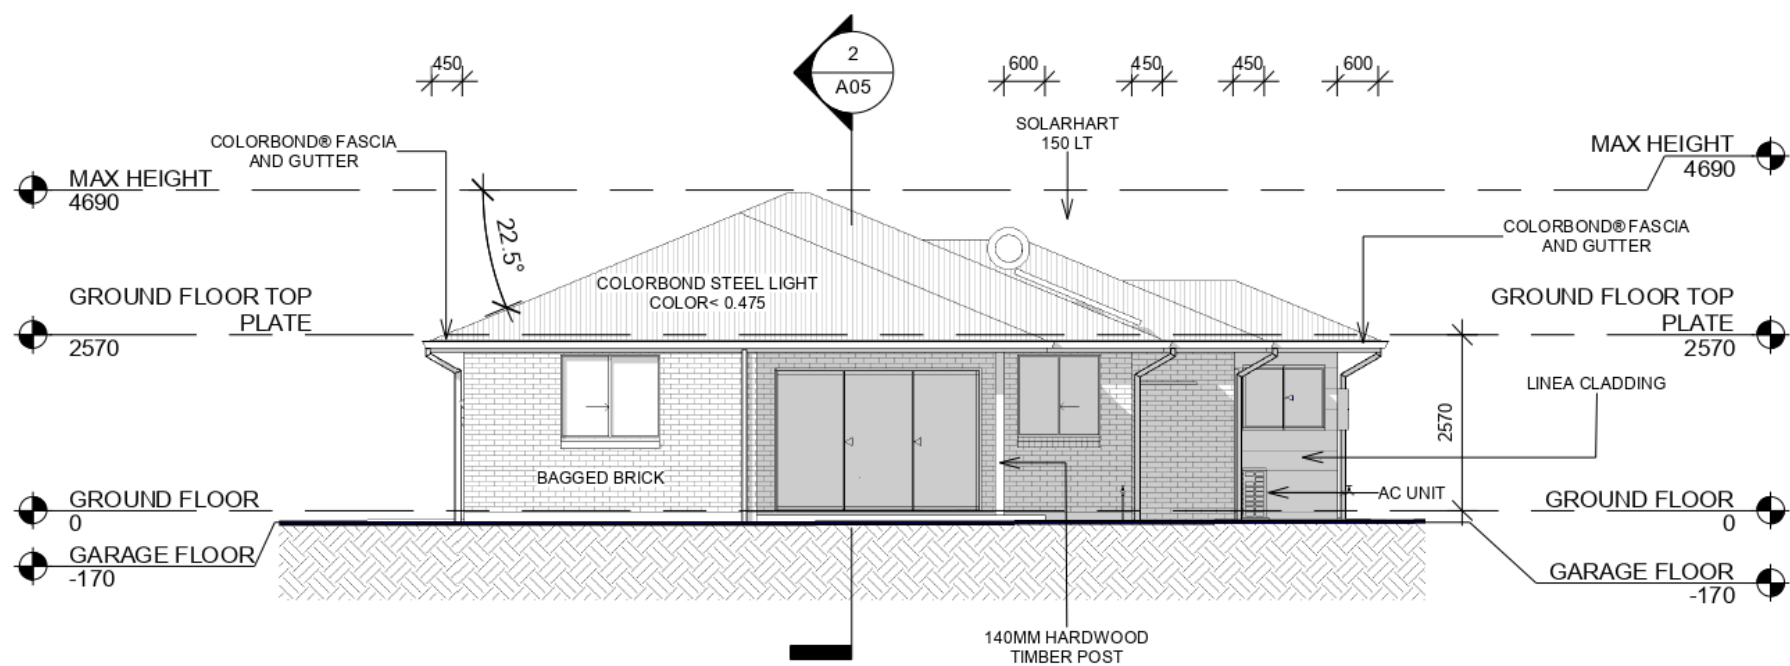 2
A05
450
600
450
450
600
COLORBOND® FASCIA
AND GUTTER
SOLARHART
150 LT
MAX HEIGHT
4690
MAX HEIGHT
4690
22.5°
COLORBOND® FASCIA
AND GUTTER
COLORBOND STEEL LIGHT
COLOR< 0.475
GROUND FLOOR TOP
PLATE
2570
GROUND FLOOR TOP
PLATE
2570
LINEA CLADDING
2570
BAGGED BRICK
AC UNIT
GROUND FLOOR
0
GROUND FLOOR
0
GARAGE FLOOR
-170
GARAGE FLOOR
-170
140MM HARDWOOD
TIMBER POST